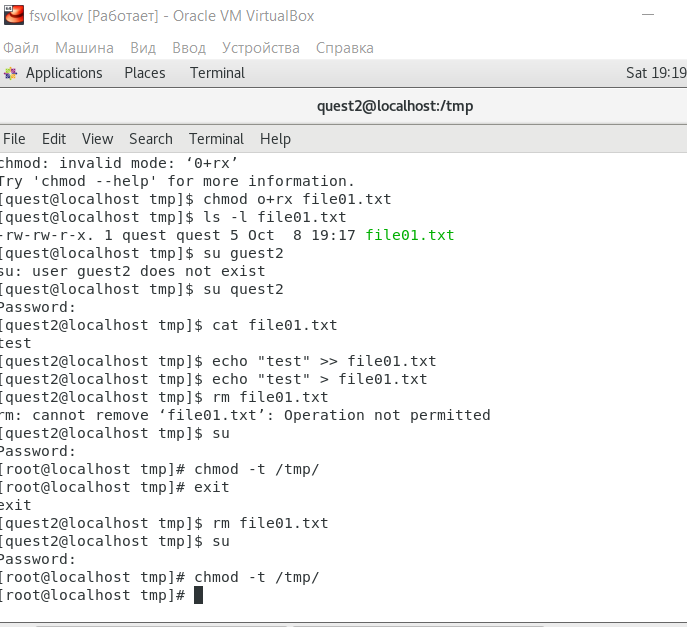 fsvolkov [Работает] - Oracle VM VirtualBox
Файл Машина Вид Ввод Устройства Справка
Applications Places Terminal Sat 19:19
quest2@localhost:/tmp
File Edit View Search Terminal Help
chmod: invalid mode: ‘0+rx’
Try 'chmod --help' for more information.
[quest@localhost tmp]$ chmod o+rx file01.txt
[quest@localhost tmp]$ ls -l file01.txt
-rw-rw-r-x. 1 quest quest 5 Oct  8 19:17 file01.txt
[quest@localhost tmp]$ su guest2
su: user guest2 does not exist
[quest@localhost tmp]$ su quest2
Password:
[quest2@localhost tmp]$ cat file01.txt
test
[quest2@localhost tmp]$ echo "test" >> file01.txt
[quest2@localhost tmp]$ echo "test" > file01.txt
[quest2@localhost tmp]$ rm file01.txt
rm: cannot remove ‘file01.txt’: Operation not permitted
[quest2@localhost tmp]$ su
Password:
[root@localhost tmp]# chmod -t /tmp/
[root@localhost tmp]# exit
exit
[quest2@localhost tmp]$ rm file01.txt
[quest2@localhost tmp]$ su
Password:
[root@localhost tmp]# chmod -t /tmp/
[root@localhost tmp]#